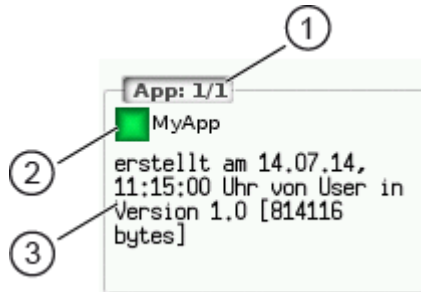 1
App: 1/1
MyApp
2
erstellt am 14.07.14,
11:15:00 Uhr von User in
Version 1.0 [814116
bytes]
3